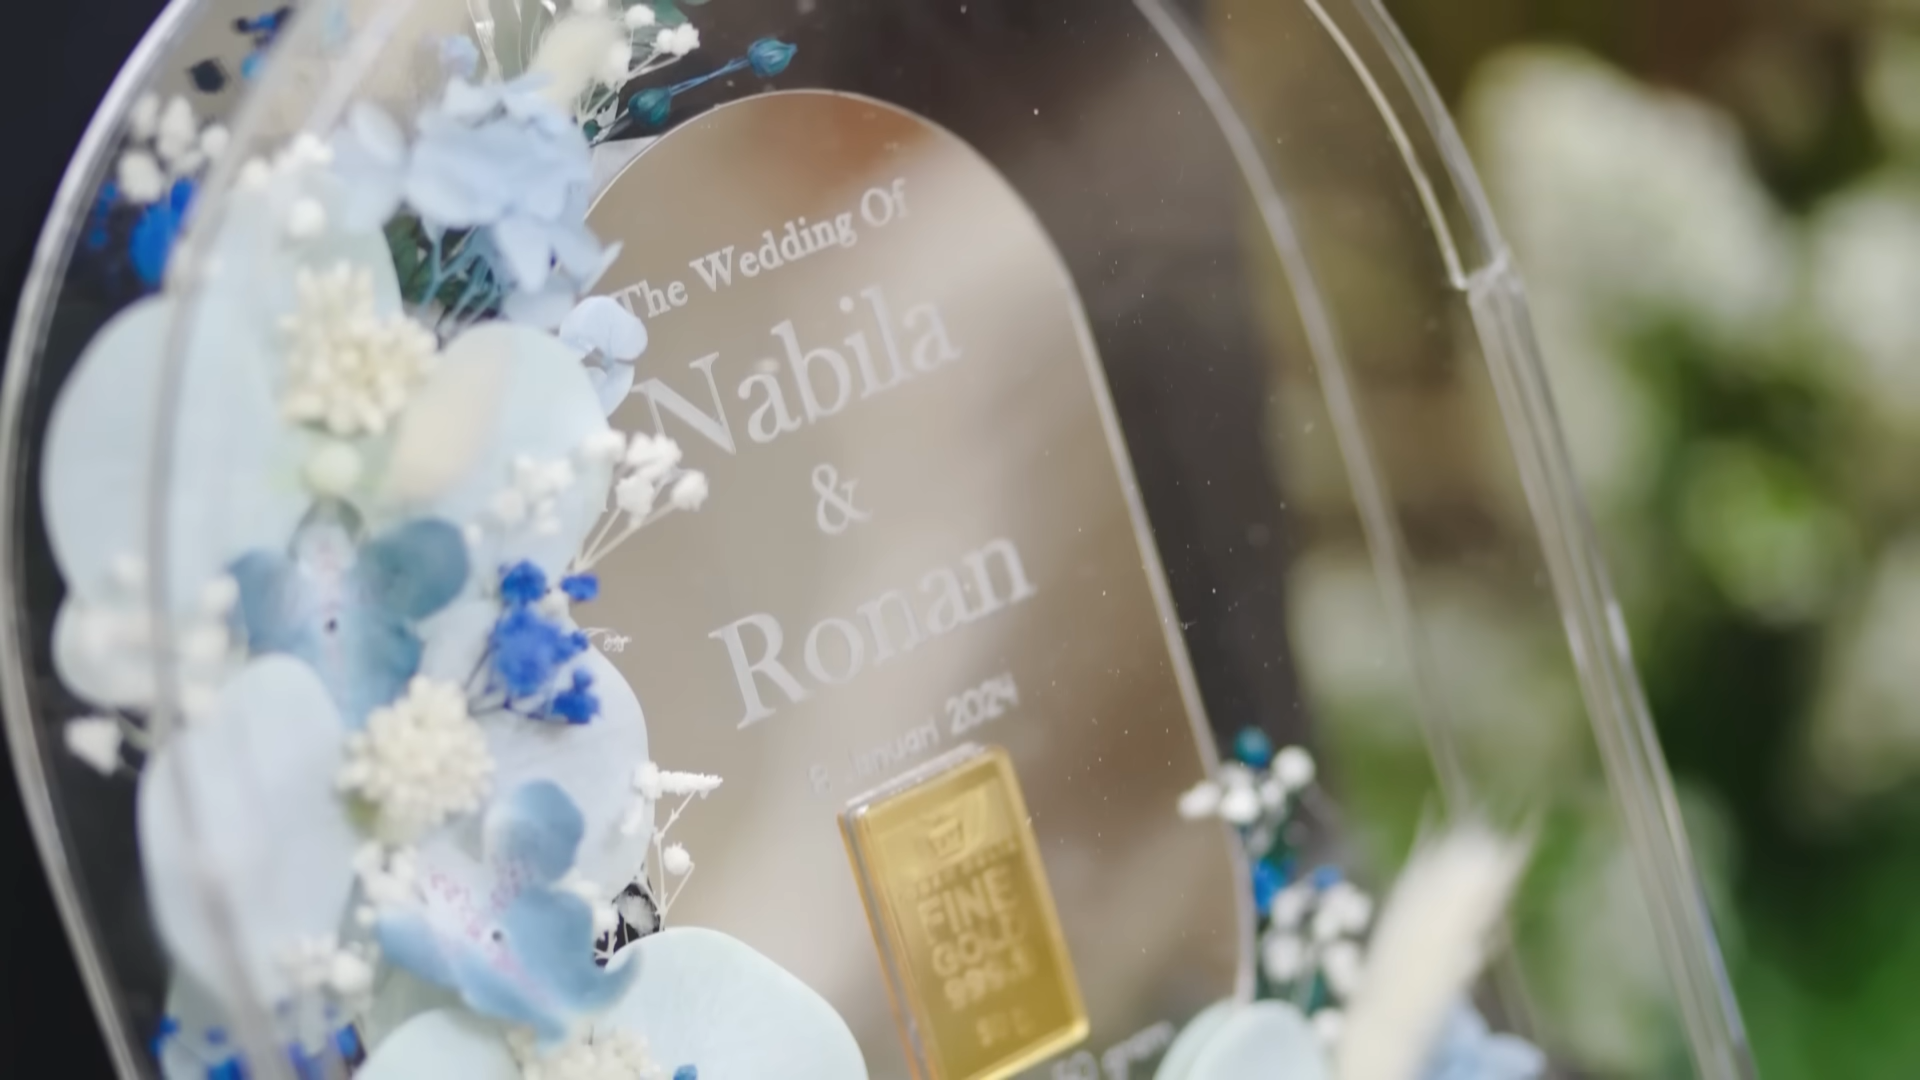 The Wedding Of
Nabila
&
Ronan
8 Januari 2024
FINE
GOLD
999.9